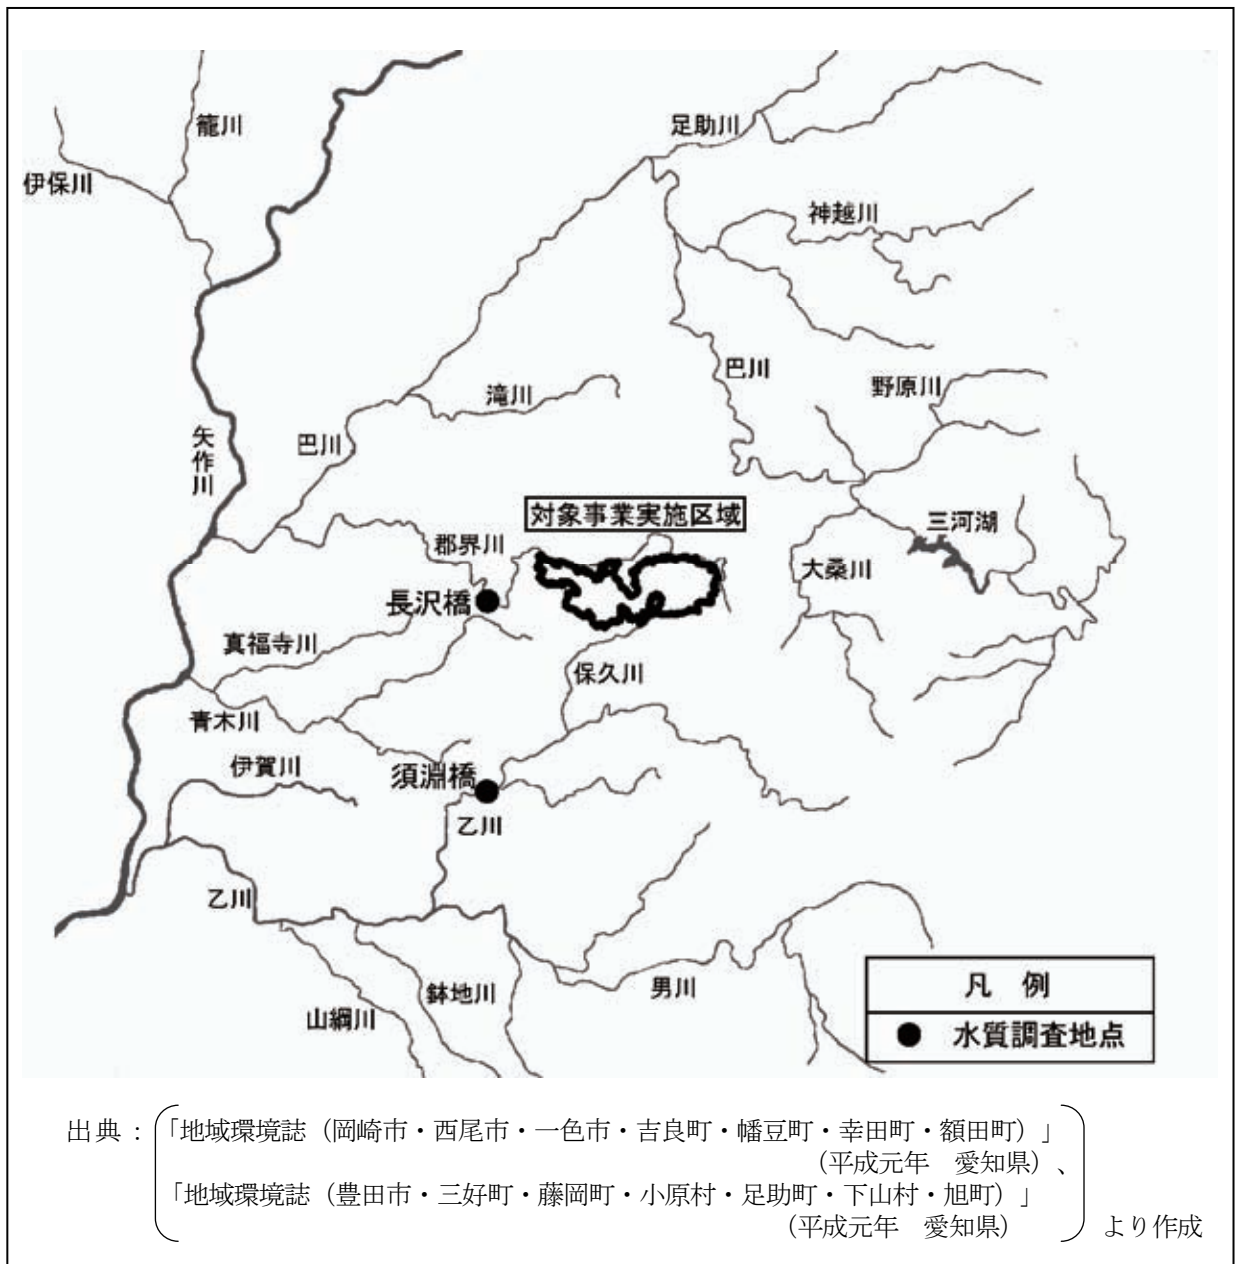 足助川
籠川
伊保川
神越川
巴川
野原川
滝川
矢作川
巴川
対象事業実施区域
三河湖
郡界川
大桑川
長沢橋
真福寺川
保久川
青木川
伊賀川
須淵橋
乙川
乙川
鉢地川
男川
山綱川
凡 例
● 水質調査地点
出典:「地域環境誌(岡崎市・西尾市・一色市・吉良町・幡豆町・幸田町・額田町)」
(平成元年 愛知県)、
「地域環境誌(豊田市・三好町・藤岡町・小原村・足助町・下山村・旭町)」
(平成元年 愛知県) より作成